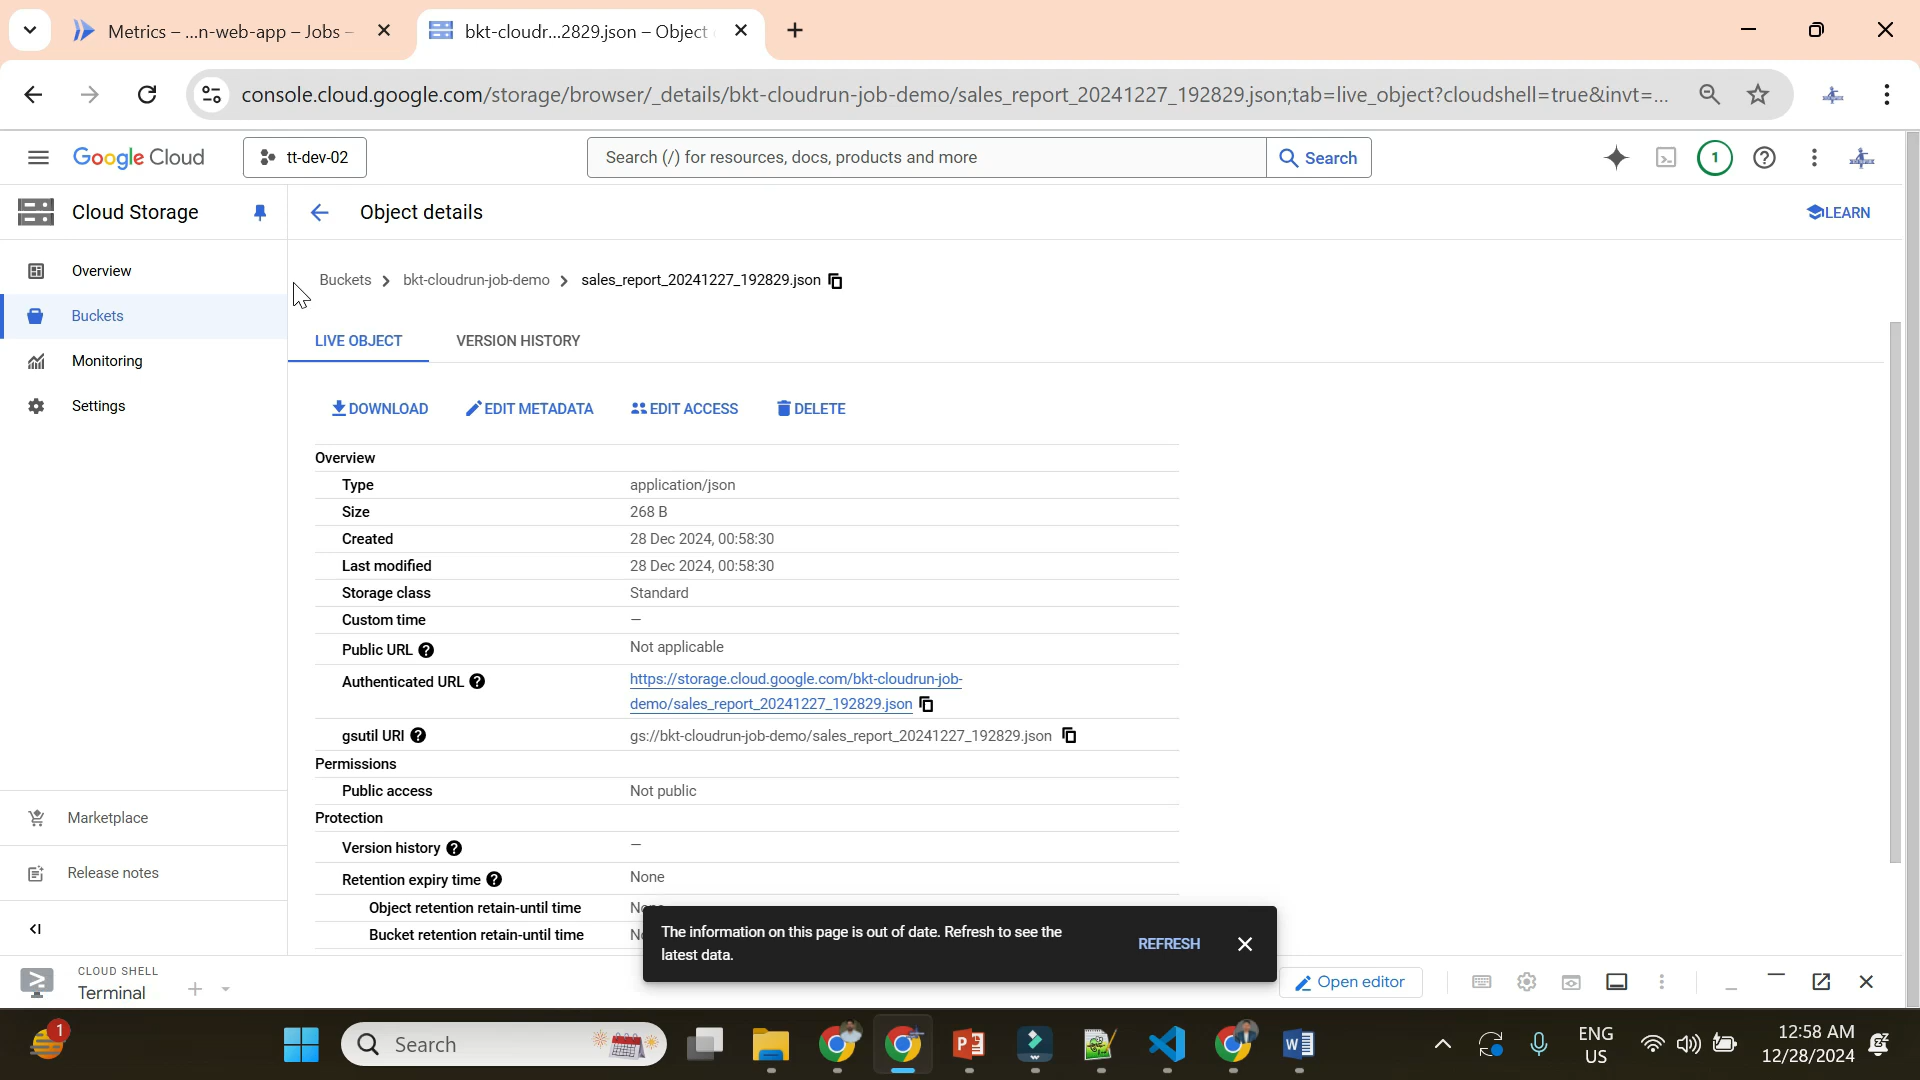 Metrics – ...n-web-app – Jobs –
bkt-cloudr...2829.json – Object
console.cloud.google.com/storage/browser/_details/bkt-cloudrun-job-demo/sales_report_20241227_192829.json;tab=live_object?cloudshell=true&invt=...
Google Cloud
tt-dev-02
Search (/) for resources, docs, products and more
Search
1
Cloud Storage
Object details
LEARN
Overview
Buckets
Monitoring
Settings
Marketplace
Release notes
Buckets
bkt-cloudrun-job-demo
sales_report_20241227_192829.json
LIVE OBJECT
VERSION HISTORY
DOWNLOAD
EDIT METADATA
EDIT ACCESS
DELETE
Overview
Type application/json
Size 268 B
Created 28 Dec 2024, 00:58:30
Last modified 28 Dec 2024, 00:58:30
Storage class Standard
Custom time —
Public URL Not applicable
Authenticated URL https://storage.cloud.google.com/bkt-cloudrun-job-
demo/sales_report_20241227_192829.json
gsutil URI gs://bkt-cloudrun-job-demo/sales_report_20241227_192829.json
Permissions
Public access Not public
Protection
Version history —
Retention expiry time None
Object retention retain-until time
Bucket retention retain-until time
The information on this page is out of date. Refresh to see the
latest data.
REFRESH
CLOUD SHELL
Terminal
Open editor
1
Search
ENG
US
12:58 AM
12/28/2024